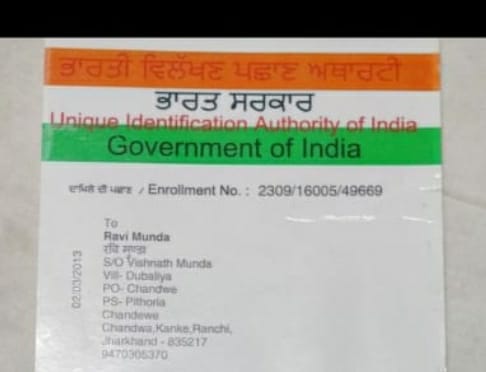 ਭਾਰਤੀ ਵਿਲੱਖਣ ਪਛਾਣ ਅਥਾਰਟੀ
ਭਾਰਤ ਸਰਕਾਰ
Unique Identification Authority of India
Government of India
ਦਾਖਿਲੇ ਦੀ ਪਛਾਣ / Enrollment No. : 2309/16005/49669
To
Ravi Munda
ਰਵਿ ਮੁੰਡਾ
S/O Vishnath Munda
Vill- Dubaliya
PO- Chandwe
PS- Pithoria
Chandewe
Chandwa,Kanke,Ranchi,
Jharkhand - 835217
9470305370
02/03/2013